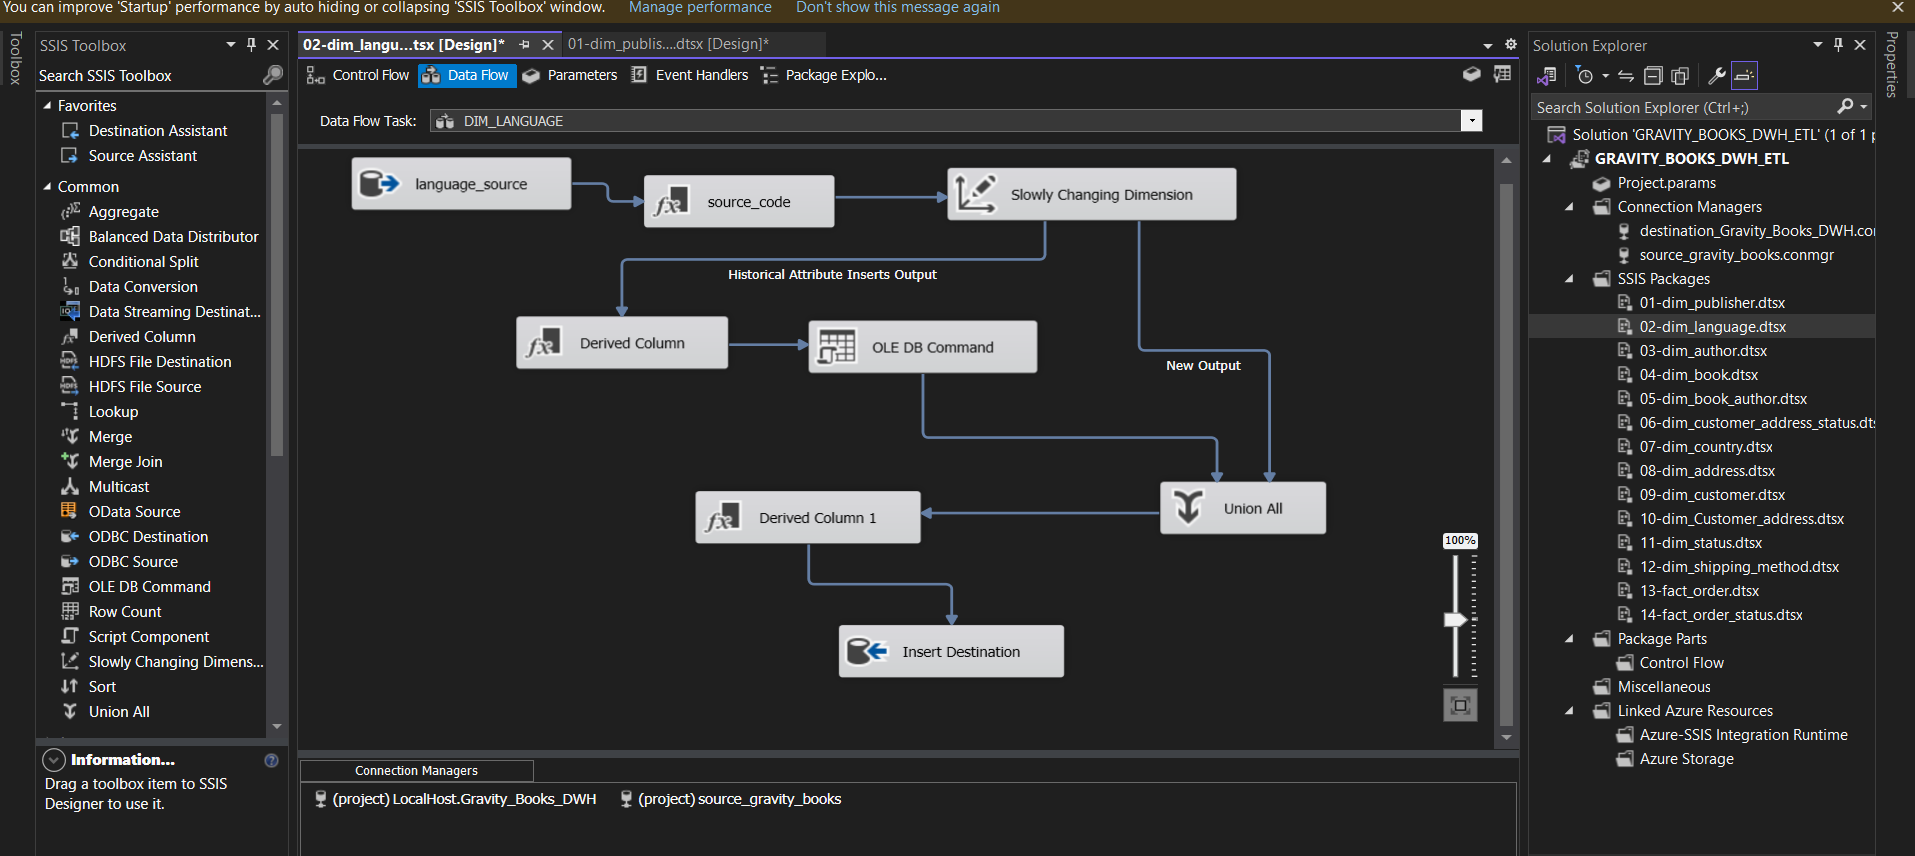 You can improve 'Startup' performance by auto hiding or collapsing 'SSIS Toolbox' window. Manage performance Don't show this message again
Toolbox
SSIS Toolbox
Search SSIS Toolbox
Favorites
Destination Assistant
Source Assistant
Common
Aggregate
Balanced Data Distributor
Conditional Split
Data Conversion
Data Streaming Destinat...
Derived Column
HDFS File Destination
HDFS File Source
Lookup
Merge
Merge Join
Multicast
OData Source
ODBC Destination
ODBC Source
OLE DB Command
Row Count
Script Component
Slowly Changing Dimens...
Sort
Union All
Information...
Drag a toolbox item to SSIS
Designer to use it.
02-dim_langu...tsx [Design]* 01-dim_publis....dtsx [Design]*
Control Flow Data Flow Parameters Event Handlers Package Explo...
Data Flow Task: DIM_LANGUAGE
language_source
source_code
Slowly Changing Dimension
Historical Attribute Inserts Output
Derived Column
OLE DB Command
New Output
Union All
Derived Column 1
Insert Destination
100%
Connection Managers
(project) LocalHost.Gravity_Books_DWH (project) source_gravity_books
Solution Explorer
Search Solution Explorer (Ctrl+;)
Solution 'GRAVITY_BOOKS_DWH_ETL' (1 of 1 p
GRAVITY_BOOKS_DWH_ETL
Project.params
Connection Managers
destination_Gravity_Books_DWH.con
source_gravity_books.conmgr
SSIS Packages
01-dim_publisher.dtsx
02-dim_language.dtsx
03-dim_author.dtsx
04-dim_book.dtsx
05-dim_book_author.dtsx
06-dim_customer_address_status.dts
07-dim_country.dtsx
08-dim_address.dtsx
09-dim_customer.dtsx
10-dim_Customer_address.dtsx
11-dim_status.dtsx
12-dim_shipping_method.dtsx
13-fact_order.dtsx
14-fact_order_status.dtsx
Package Parts
Control Flow
Miscellaneous
Linked Azure Resources
Azure-SSIS Integration Runtime
Azure Storage
Properties